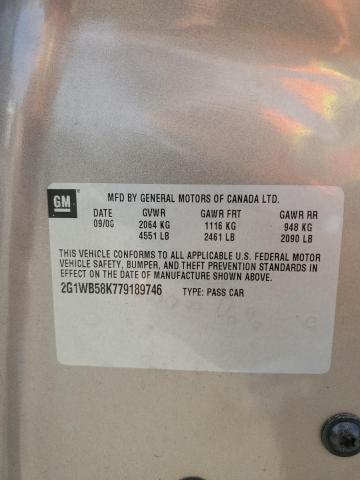 GM
MFD BY GENERAL MOTORS OF CANADA LTD.
DATE GVWR GAWR FRT GAWR RR
09/06 2064 KG 1116 KG 948 KG
4551 LB 2461 LB 2090 LB
THIS VEHICLE CONFORMS TO ALL APPLICABLE U.S. FEDERAL MOTOR
VEHICLE SAFETY, BUMPER, AND THEFT PREVENTION STANDARDS IN
EFFECT ON THE DATE OF MANUFACTURE SHOWN ABOVE.
2G1WB58K779189746 TYPE: PASS CAR